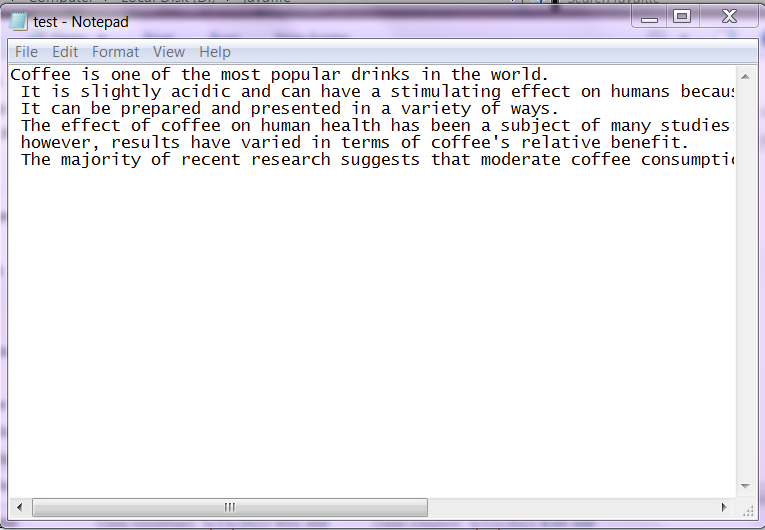 test - Notepad
File Edit Format View Help
Coffee is one of the most popular drinks in the world.
It is slightly acidic and can have a stimulating effect on humans
It can be prepared and presented in a variety of ways.
The effect of coffee on human health has been a subject of many studies
however, results have varied in terms of coffee's relative benefit.
The majority of recent research suggests that moderate coffee